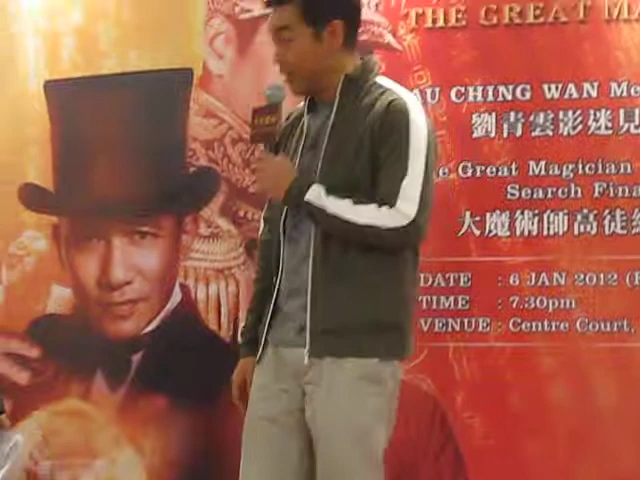 THE GREAT MA
AU CHING WAN Me
劉青雲影迷見
e Great Magician
Search Fina
大魔術師高徒
DATE : 6 JAN 2012 (
TIME : 7.30pm
VENUE : Centre Court,